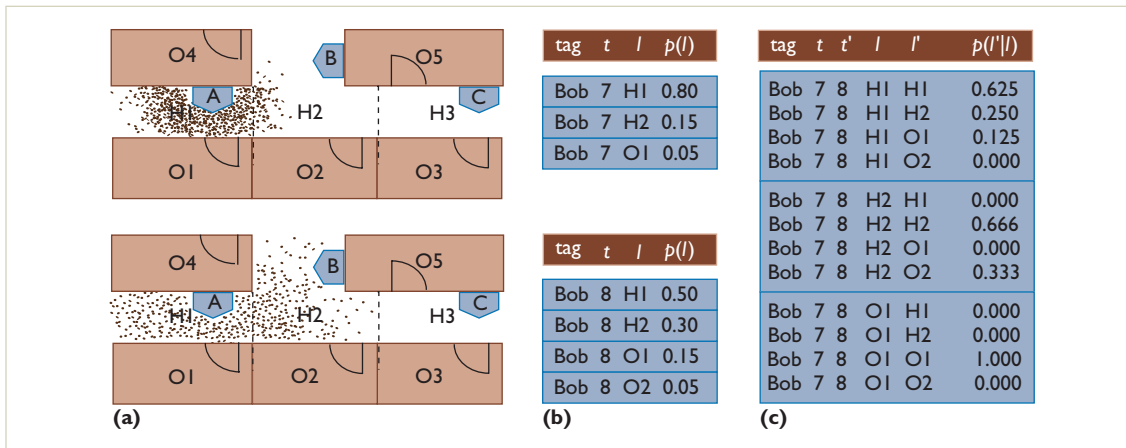 O4
B
O5
A
C
H1
H2
H3
O1
O2
O3
O4
B
O5
A
C
H1
H2
H3
O1
O2
O3
(a)
tag t l p(l)
Bob 7 H1 0.80
Bob 7 H2 0.15
Bob 7 O1 0.05
tag t l p(l)
Bob 8 H1 0.50
Bob 8 H2 0.30
Bob 8 O1 0.15
Bob 8 O2 0.05
(b)
tag t t' l l' p(l'|l)
Bob 7 8 H1 H1 0.625
Bob 7 8 H1 H2 0.250
Bob 7 8 H1 O1 0.125
Bob 7 8 H1 O2 0.000
Bob 7 8 H2 H1 0.000
Bob 7 8 H2 H2 0.666
Bob 7 8 H2 O1 0.000
Bob 7 8 H2 O2 0.333
Bob 7 8 O1 H1 0.000
Bob 7 8 O1 H2 0.000
Bob 7 8 O1 O1 1.000
Bob 7 8 O1 O2 0.000
(c)